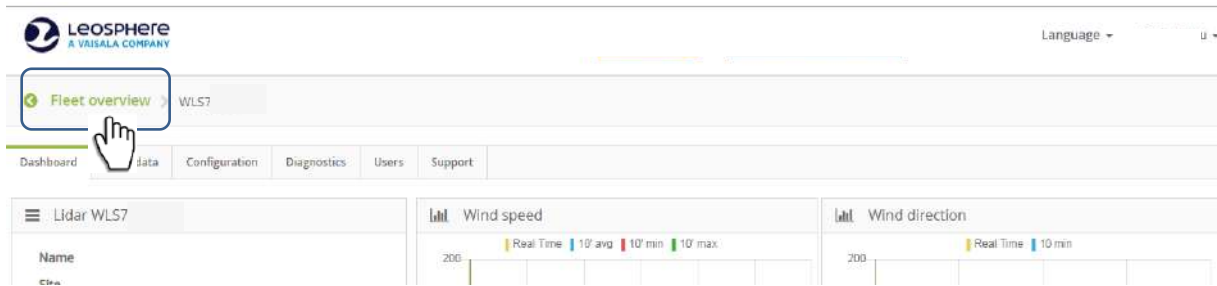 LEOSPHERE
A VAISALA COMPANY
Language
u
Fleet overview
WLS7
Dashboard data Configuration Diagnostics Users Support
Lidar WLS7
Wind speed
Wind direction
Name
Site
Real Time 10' avg 10' min 10' max
200
Real Time 10 min
200